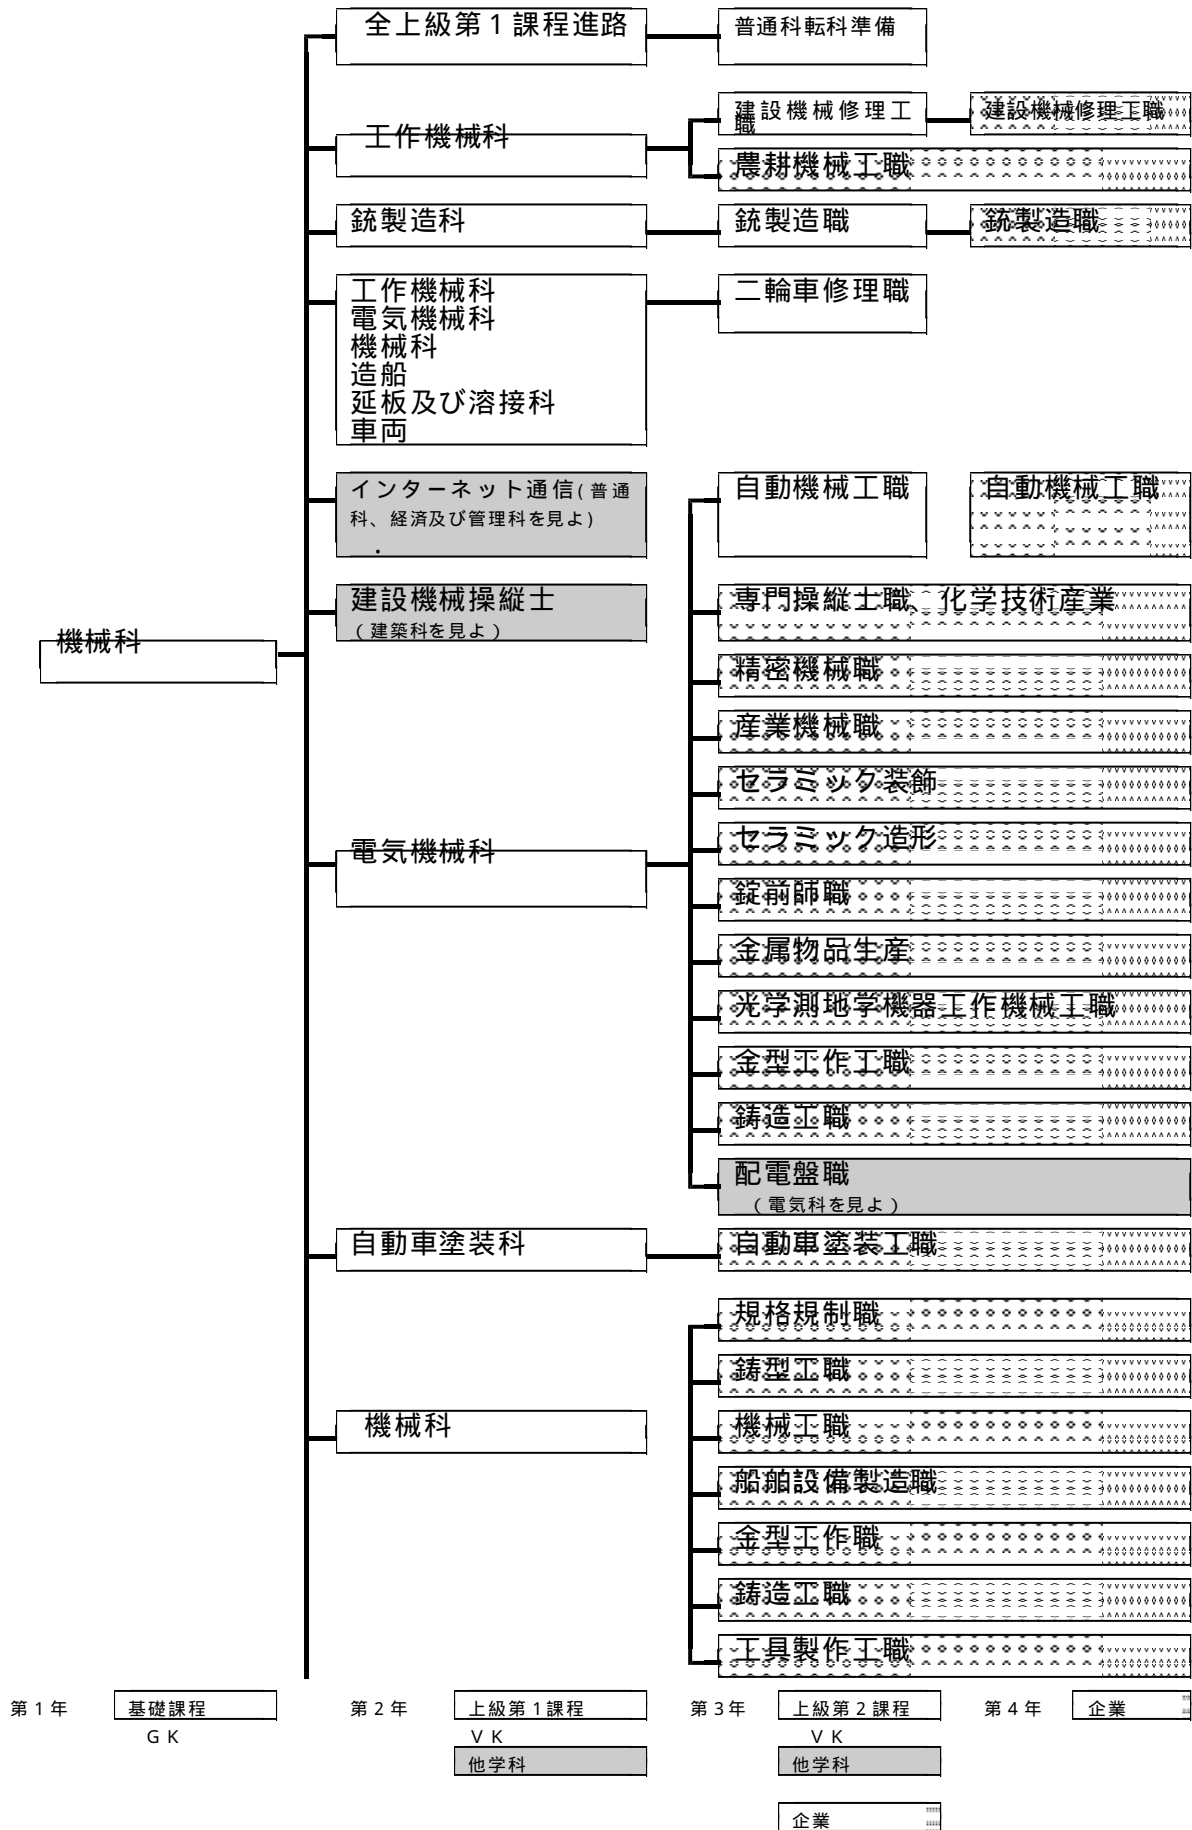 全上級第1課程進路
普通科転科準備
工作機械科
建設機械修理工
職
建設機械修理工職
農耕機械工職
銃製造科
銃製造職
銃製造職
工作機械科
電気機械科
機械科
造船
延板及び溶接科
車両
二輪車修理職
インターネット通信(普通
科、経済及び管理科を見よ)
.
自動機械工職
自動機械工職
建設機械操縦士
(建築科を見よ)
専門操縦士職、化学技術産業
機械科
精密機械職
産業機械職
セラミック装飾
電気機械科
セラミック造形
錠前師職
金属物品生産
光学測地学機器工作機械工職
金型工作工職
鋳造工職
配電盤職
(電気科を見よ)
自動車塗装科
自動車塗装工職
規格規制職
鋳型工職
機械科
機械工職
船舶設備製造職
金型工作職
鋳造工職
工具製作工職
第1年
基礎課程
GK
第2年
上級第1課程
VK
他学科
第3年
上級第2課程
VK
他学科
企業
第4年
企業